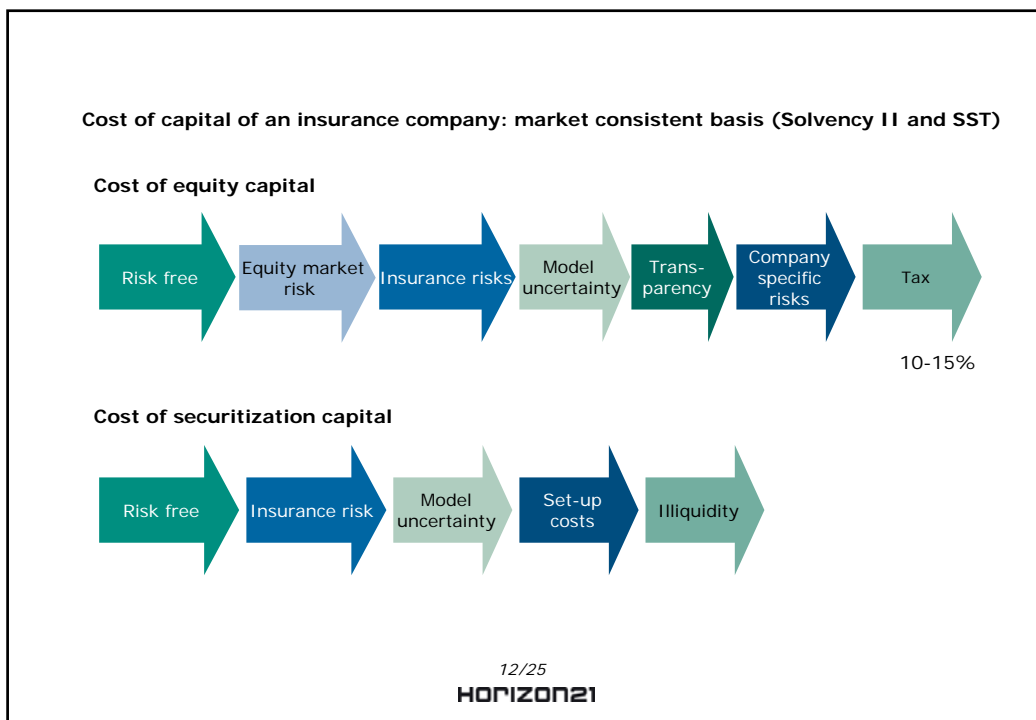 Cost of capital of an insurance company: market consistent basis (Solvency II and SST)
Cost of equity capital
Risk free
Equity market
risk
Insurance risks
Model
uncertainty
Trans-
parency
Company
specific
risks
Tax
10-15%
Cost of securitization capital
Risk free
Insurance risk
Model
uncertainty
Set-up
costs
Illiquidity
12/25
HORIZON21